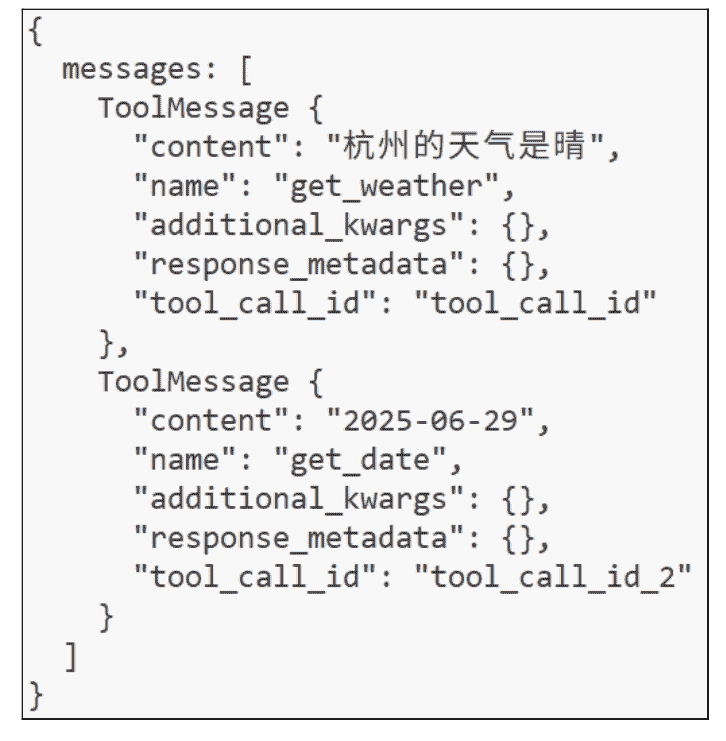 {
  messages: [
    ToolMessage {
      "content": "杭州的天气是晴",
      "name": "get_weather",
      "additional_kwargs": {},
      "response_metadata": {},
      "tool_call_id": "tool_call_id"
    },
    ToolMessage {
      "content": "2025-06-29",
      "name": "get_date",
      "additional_kwargs": {},
      "response_metadata": {},
      "tool_call_id": "tool_call_id_2"
    }
  ]
}